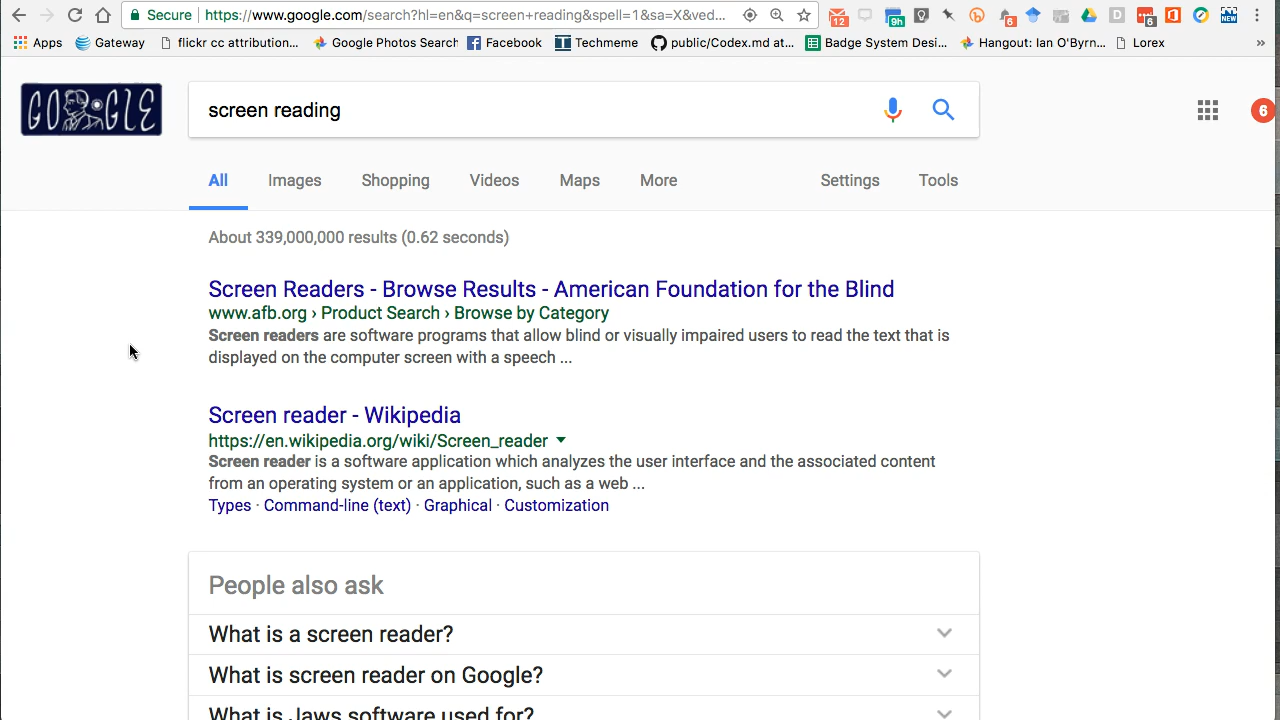 Secure https://www.google.com/search?hl=en&q=screen+reading&spell=1&sa=X&ved... 12 9h 6 D 6 NEW
Apps Gateway flickr cc attribution... Google Photos Search Facebook Techmeme public/Codex.md at... Badge System Desi... Hangout: Ian O'Byrn... Lorex »
GOOGLE screen reading 6
All Images Shopping Videos Maps More Settings Tools
About 339,000,000 results (0.62 seconds)
Screen Readers - Browse Results - American Foundation for the Blind
www.afb.org › Product Search › Browse by Category
Screen readers are software programs that allow blind or visually impaired users to read the text that is
displayed on the computer screen with a speech ...
Screen reader - Wikipedia
https://en.wikipedia.org/wiki/Screen_reader
Screen reader is a software application which analyzes the user interface and the associated content
from an operating system or an application, such as a web ...
Types · Command-line (text) · Graphical · Customization
People also ask
What is a screen reader?
What is screen reader on Google?
What is Jaws software used for?